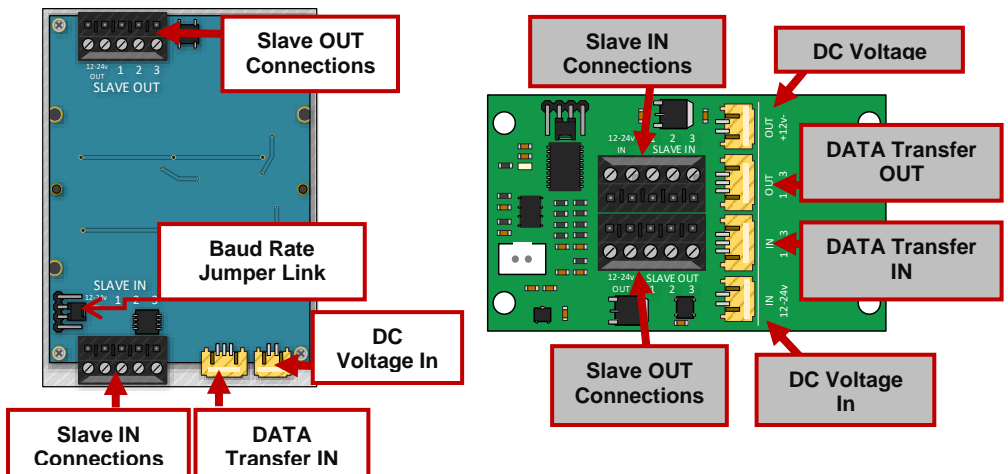 Slave OUT
Connections
12-24v
OUT 1 2 3
SLAVE OUT
Baud Rate
Jumper Link
SLAVE IN
12-24v 1 2 3
DC
Voltage In
Slave IN
Connections
DATA
Transfer IN
Slave IN
Connections
DC Voltage
12-24v 1 2 3
IN SLAVE IN
OUT
+12v-
DATA Transfer
OUT
OUT
1 3
DATA Transfer
IN
IN
1 3
12-24v SLAVE OUT
OUT 1 2 3
IN
12-24v
Slave OUT
Connections
DC Voltage
In